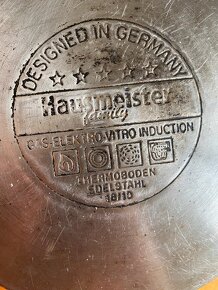 DESIGNED IN GERMANY
Hausmeister
family
GAS-ELEKTRO-VITRO INDUCTION
THERMOBODEN
EDELSTAHL
18/10